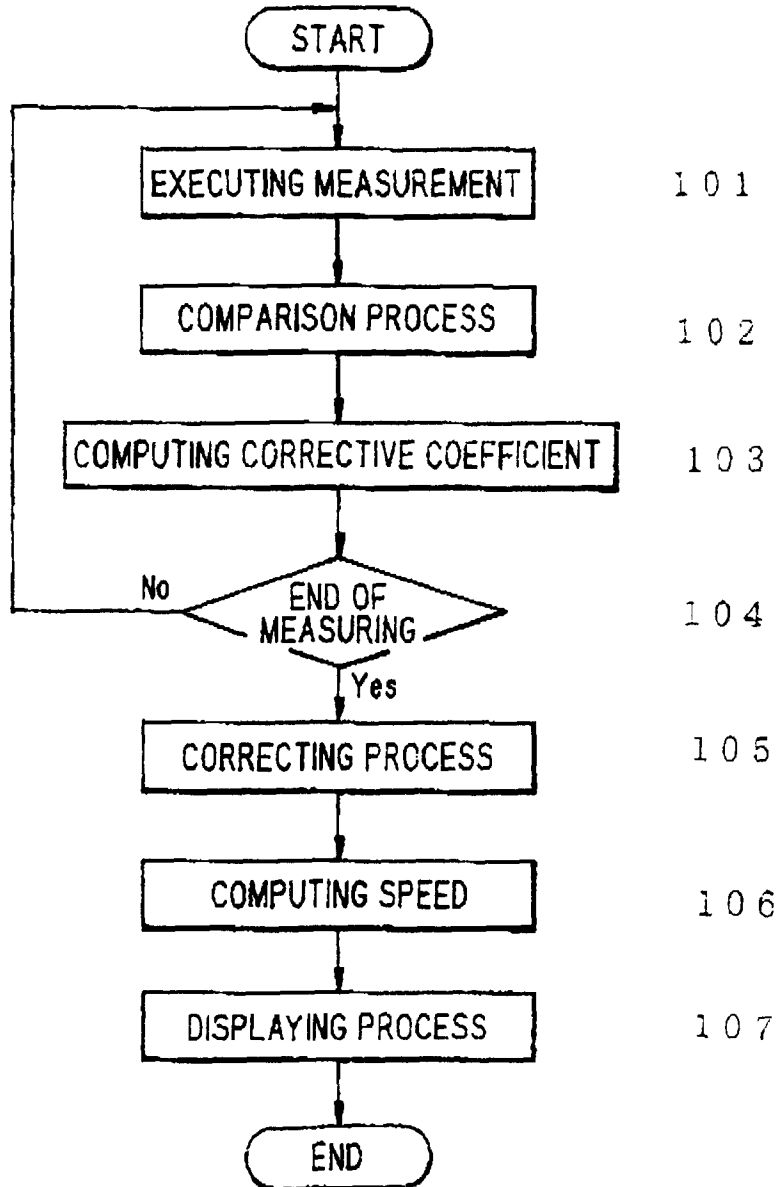 START
EXECUTING MEASUREMENT 101
COMPARISON PROCESS 102
COMPUTING CORRECTIVE COEFFICIENT 103
No
END OF
MEASURING
104
Yes
CORRECTING PROCESS 105
COMPUTING SPEED 106
DISPLAYING PROCESS 107
END